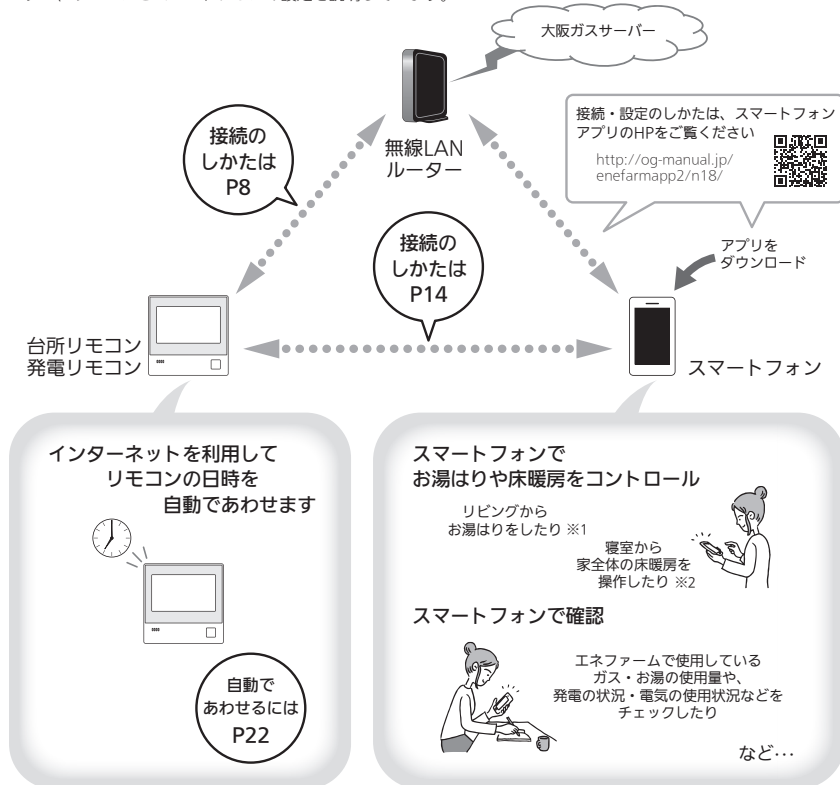 大阪ガスサーバー
接続・設定のしかたは、スマートフォン
アプリのHPをご覧ください
http://og-manual.jp/
enefarmapp2/n18/
無線LAN
ルーター
接続の
しかたは
P8
接続の
しかたは
P14
アプリを
ダウンロード
台所リモコン
発電リモコン
スマートフォン
インターネットを利用して
リモコンの日時を
自動であわせます
自動で
あわせるには
P22
スマートフォンで
お湯はりや床暖房をコントロール
リビングから
お湯はりをしたり ※1
寝室から
家全体の床暖房を
操作したり ※2
スマートフォンで確認
エネファームで使用している
ガス・お湯の使用量や、
発電の状況・電気の使用状況などを
チェックしたり
など…